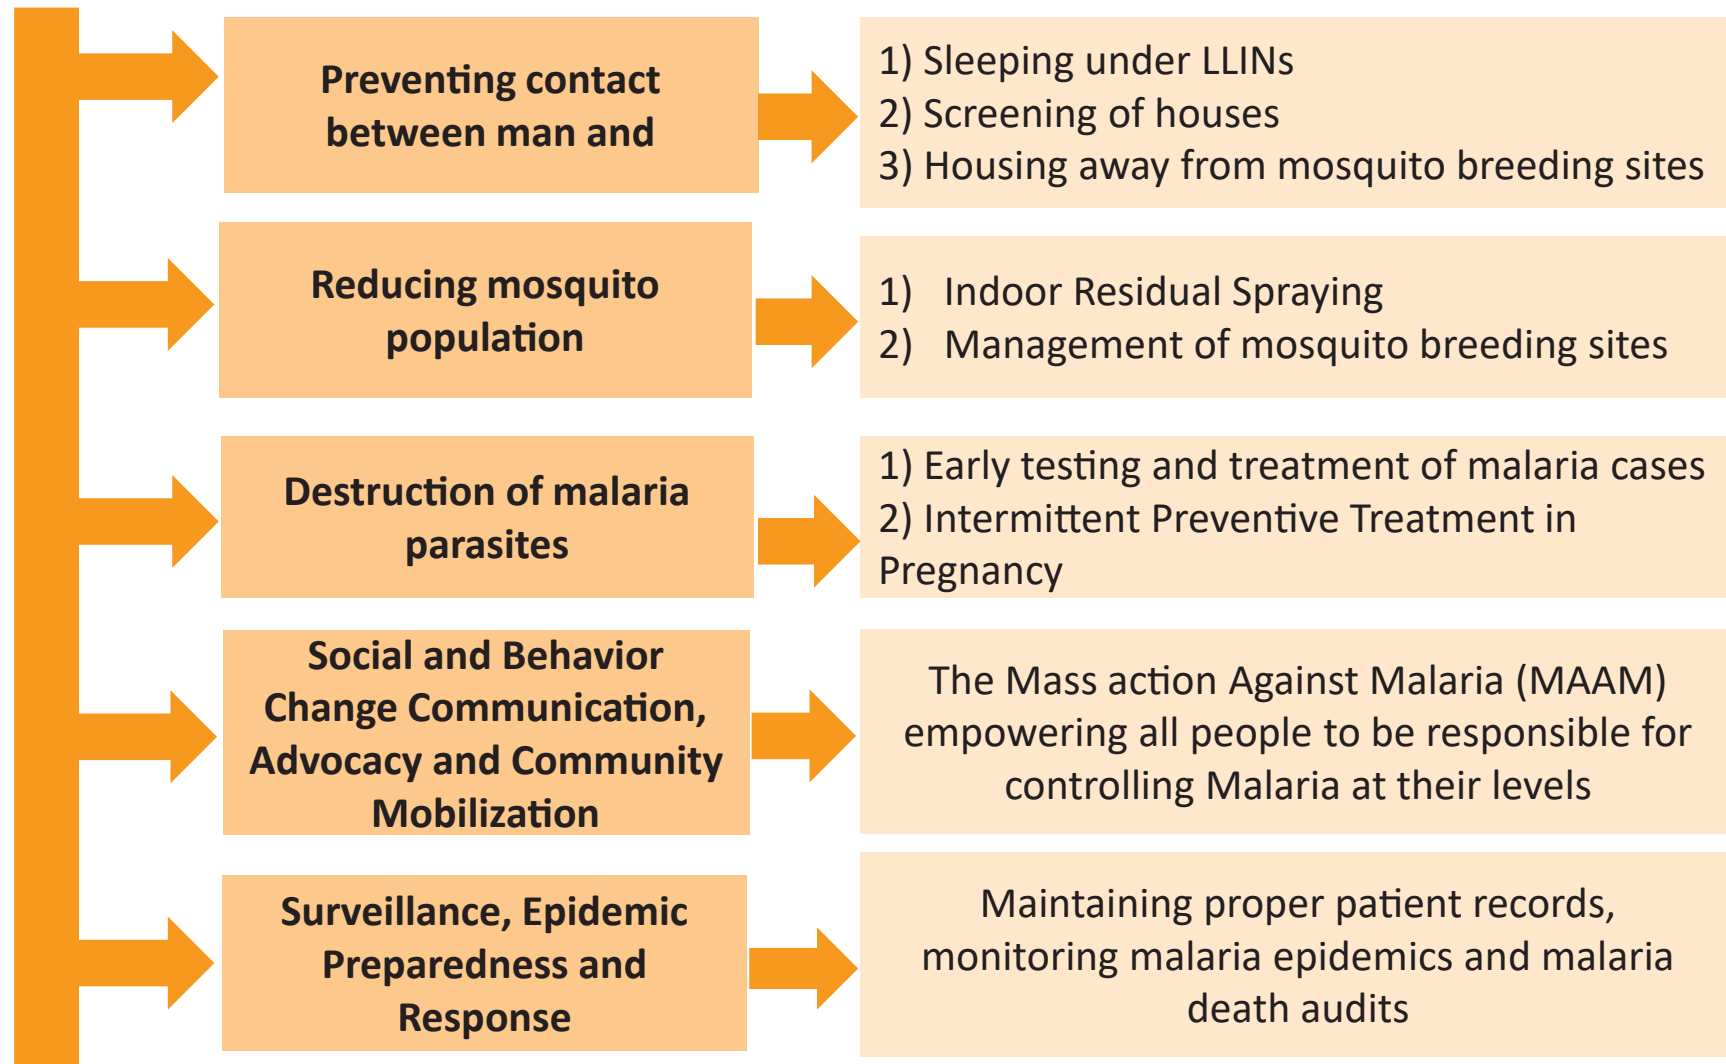 Preventing contact
between man and
1) Sleeping under LLINs
2) Screening of houses
3) Housing away from mosquito breeding sites
Reducing mosquito
population
1) Indoor Residual Spraying
2) Management of mosquito breeding sites
Destruction of malaria
parasites
1) Early testing and treatment of malaria cases
2) Intermittent Preventive Treatment in
Pregnancy
Social and Behavior
Change Communication,
Advocacy and Community
Mobilization
The Mass action Against Malaria (MAAM)
empowering all people to be responsible for
controlling Malaria at their levels
Surveillance, Epidemic
Preparedness and
Response
Maintaining proper patient records,
monitoring malaria epidemics and malaria
death audits